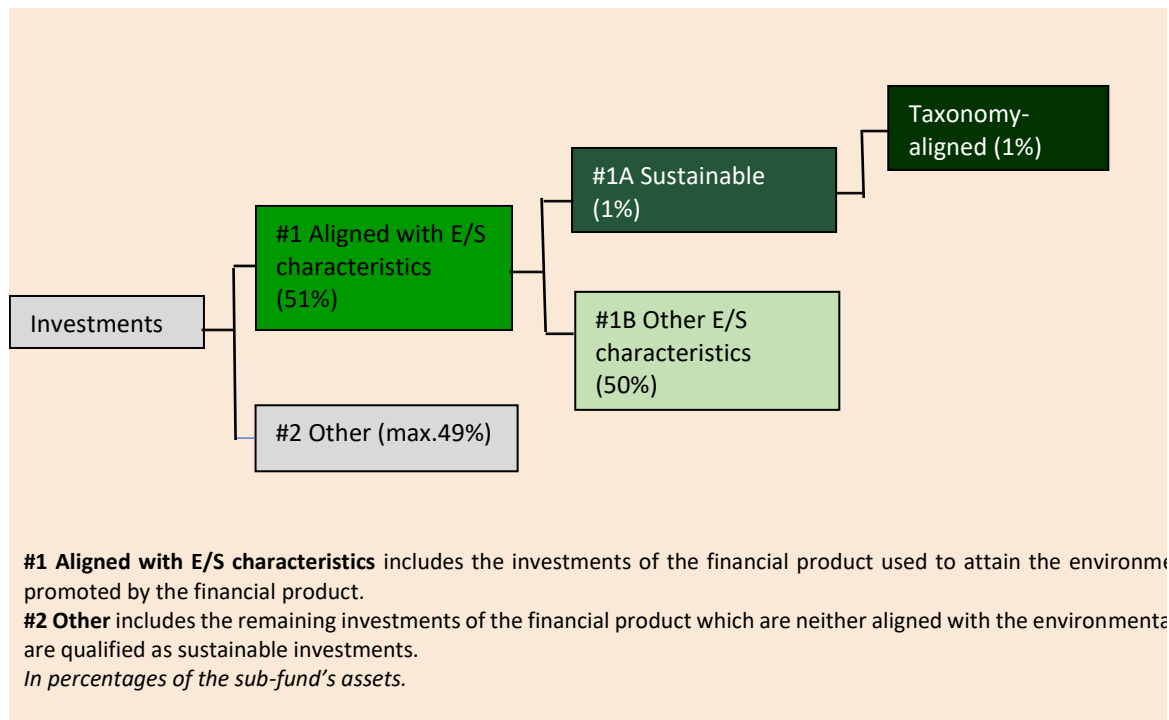 Taxonomy-
aligned (1%)
#1A Sustainable
(1%)
#1 Aligned with E/S
characteristics
(51%)
Investments
#1B Other E/S
characteristics
(50%)
#2 Other (max.49%)
#1 Aligned with E/S characteristics includes the investments of the financial product used to attain the environme
promoted by the financial product.
#2 Other includes the remaining investments of the financial product which are neither aligned with the environmenta
are qualified as sustainable investments.
In percentages of the sub-fund’s assets.